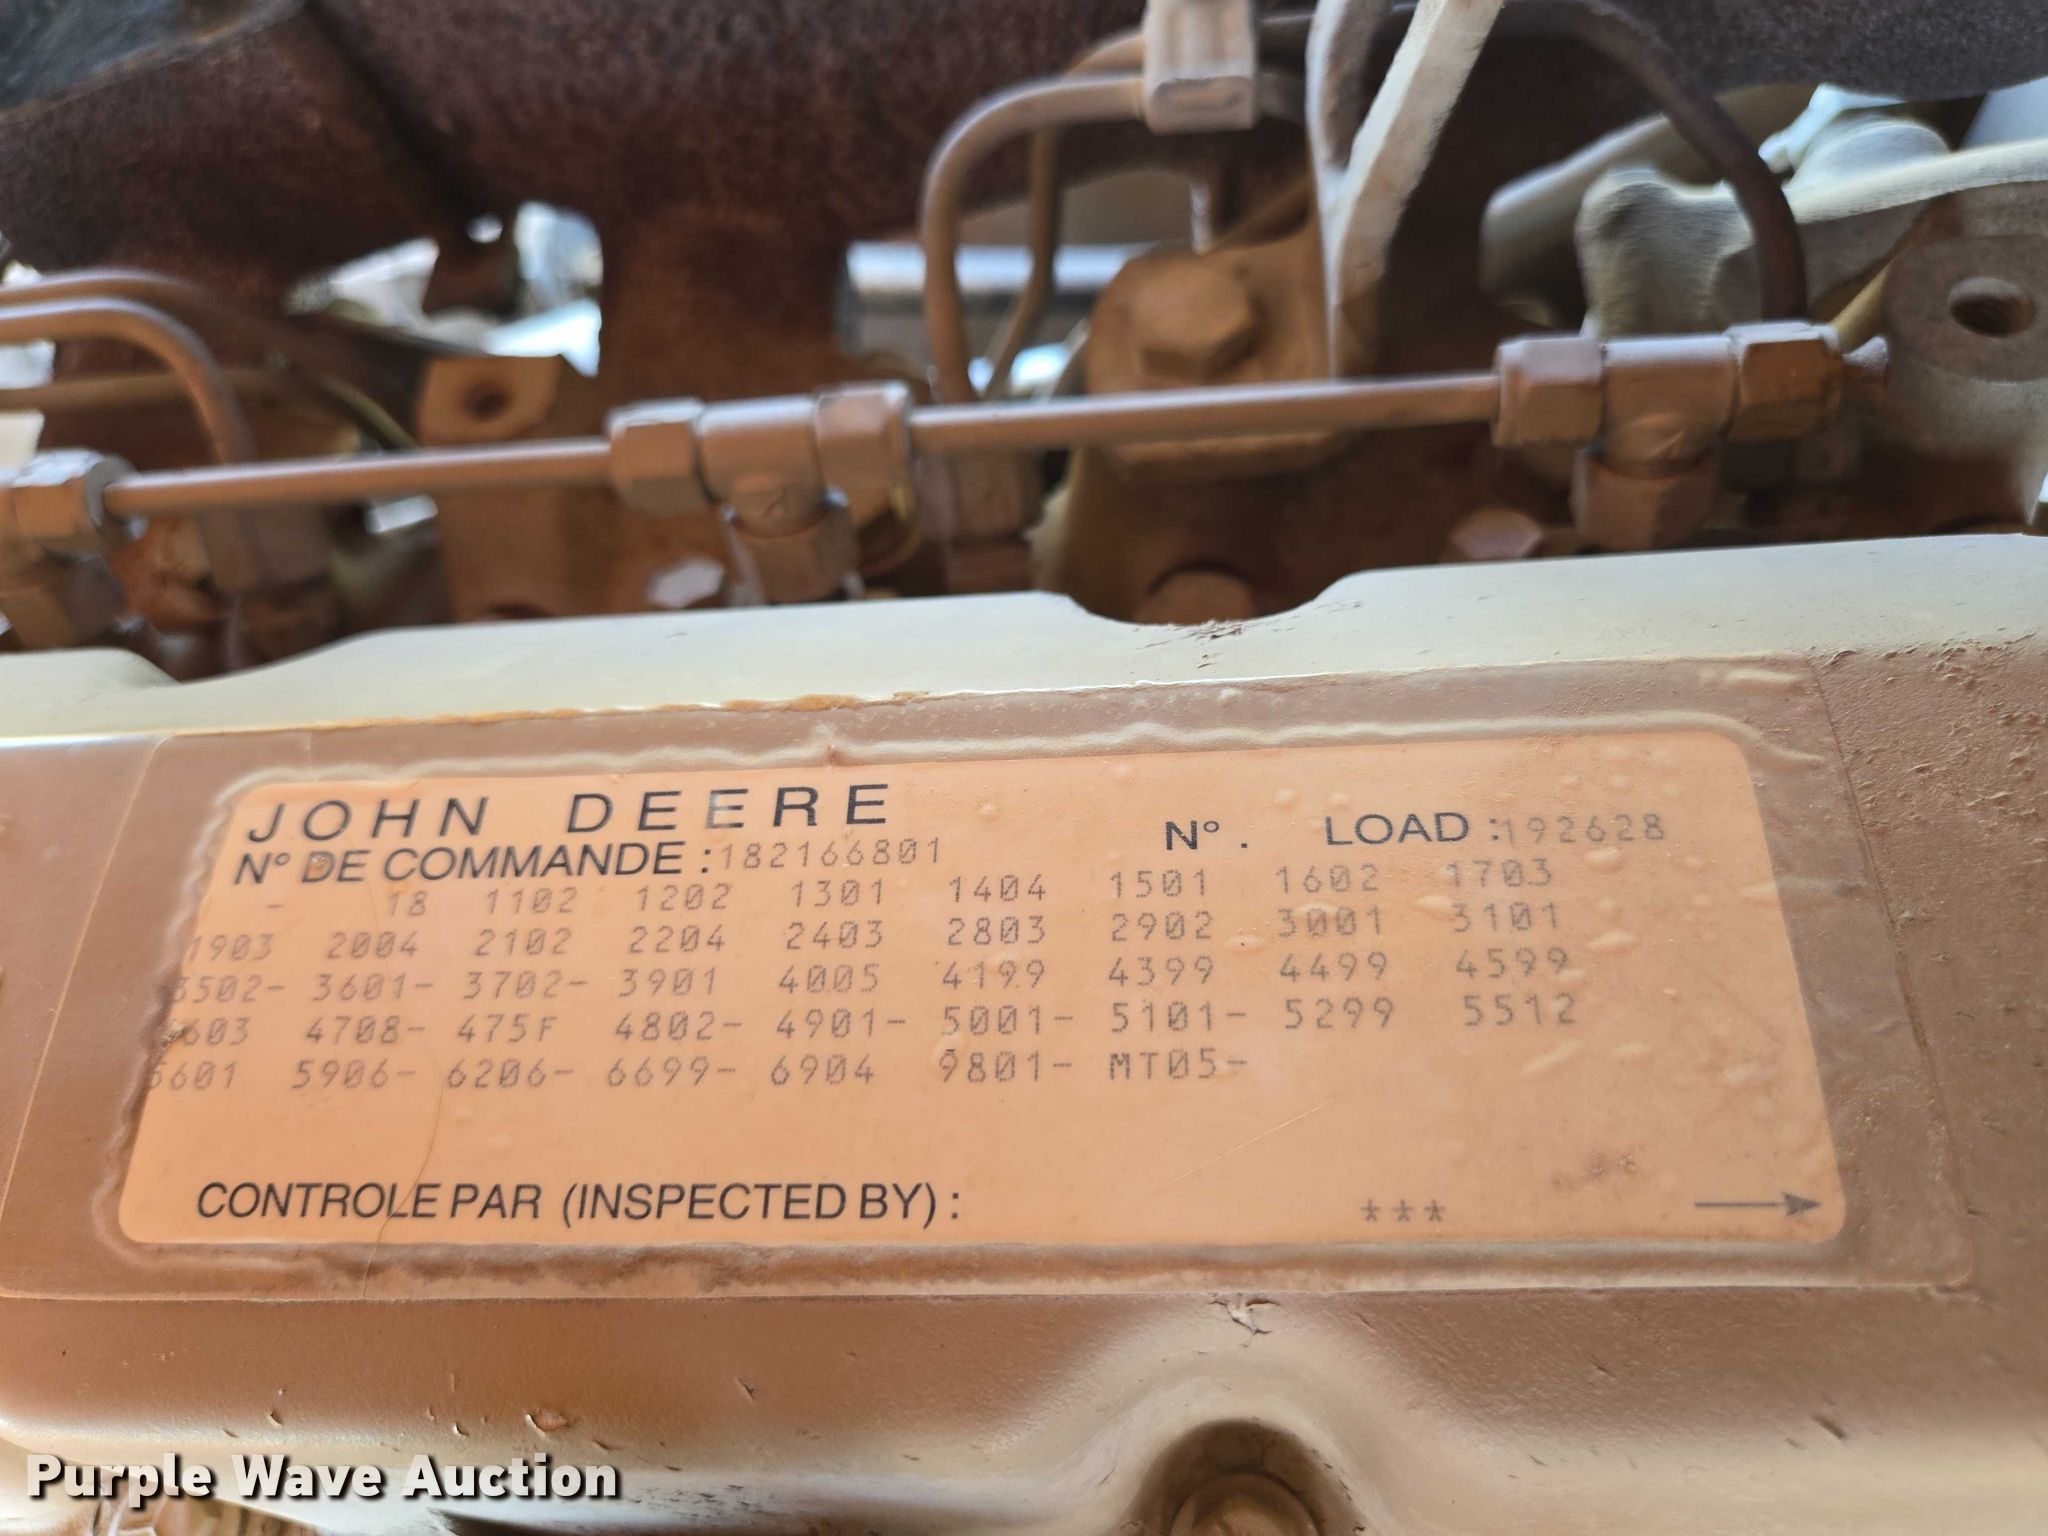 JOHN DEERE
N° DE COMMANDE : 182166801 N° . LOAD : 192628
- 18 1102 1202 1301 1404 1501 1602 1703
1903 2004 2102 2204 2403 2803 2902 3001 3101
3502- 3601- 3702- 3901 4005 4199 4399 4499 4599
603 4708- 475F 4802- 4901- 5001- 5101- 5299 5512
601 5906- 6206- 6699- 6904 9801- MT05-
CONTROLE PAR (INSPECTED BY) : ***
Purple Wave Auction